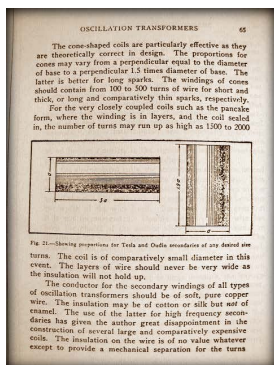 OSCILLATION TRANSFORMERS 65
The cone-shaped coils are particularly effective as they
are theoretically correct in design. The proportions for
cones may vary from a perpendicular equal to the diameter
of base to a perpendicular 1.5 times diameter of base. The
latter is better for long sparks. The windings of cones
should contain from 100 to 500 turns of wire for short and
thick, or long and comparatively thin sparks, respectively.
For the very closely coupled coils such as the pancake
form, where the winding is in layers, and the coil sealed
in, the number of turns may run up as high as 1500 to 2000
Fig. 21.—Showing proportions for Tesla and Oudin secondaries of any desired size
turns. The coil is of comparatively small diameter in this
event. The layers of wire should never be very wide as
the insulation will not hold up.
The conductor for the secondary windings of all types
of oscillation transformers should be of soft, pure copper
wire. The insulation may be of cotton or silk but not of
enamel. The use of the latter for high frequency secon-
daries has given the author great disappointment in the
construction of several large and comparatively expensive
coils. The insulation on the wire is of no value whatever
except to provide a mechanical separation for the turns